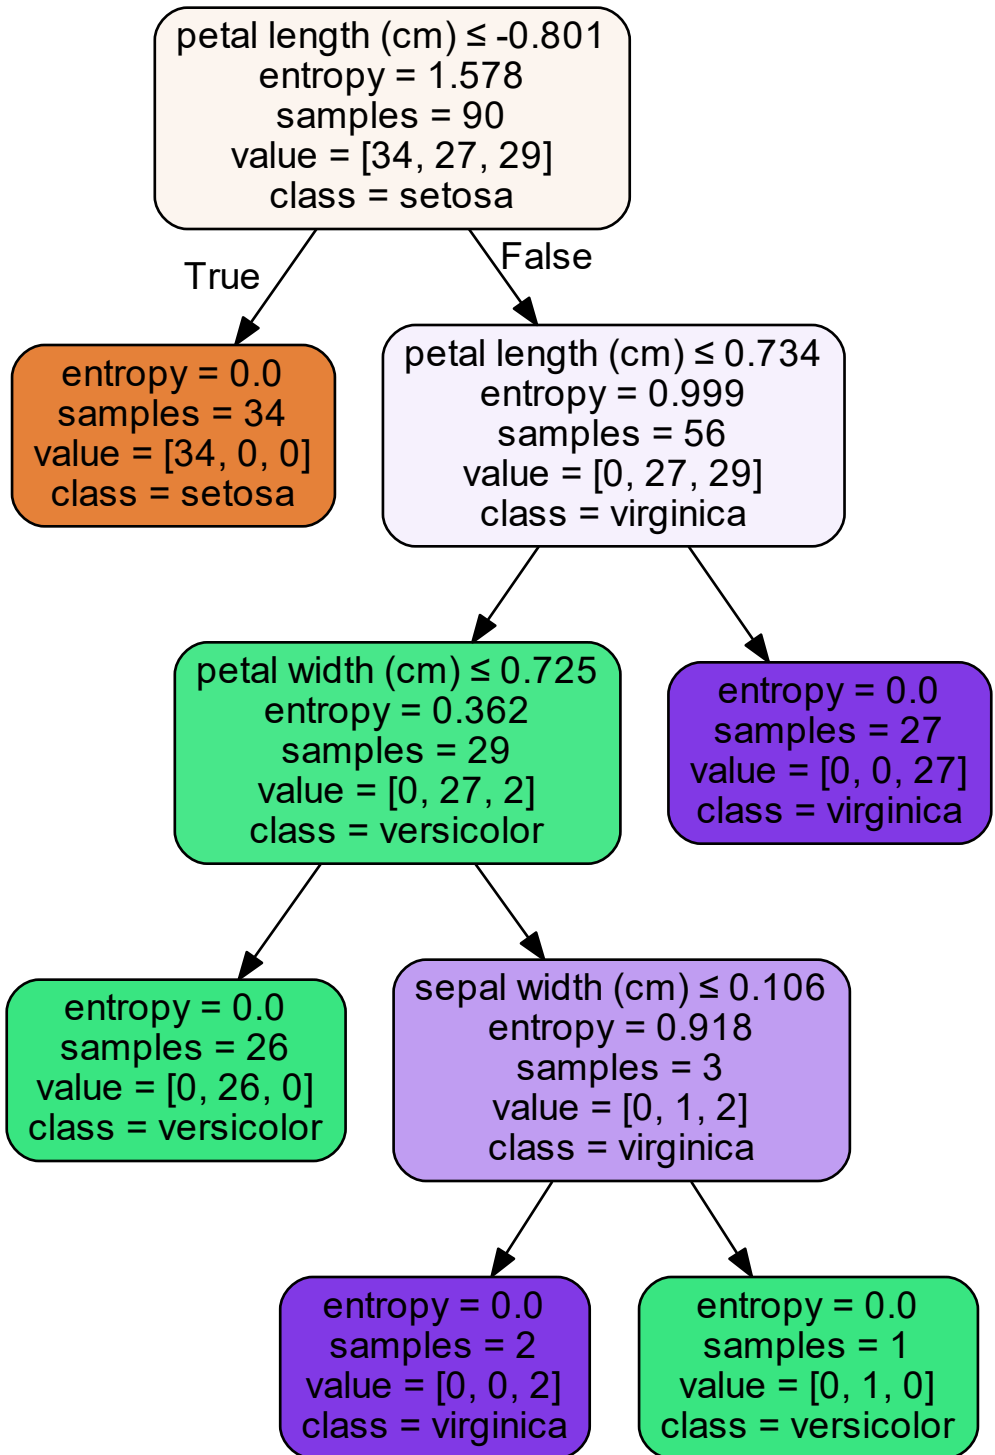 petal length (cm) ≤ -0.801
entropy = 1.578
samples = 90
value = [34, 27, 29]
class = setosa
True
False
entropy = 0.0
samples = 34
value = [34, 0, 0]
class = setosa
petal length (cm) ≤ 0.734
entropy = 0.999
samples = 56
value = [0, 27, 29]
class = virginica
petal width (cm) ≤ 0.725
entropy = 0.362
samples = 29
value = [0, 27, 2]
class = versicolor
entropy = 0.0
samples = 27
value = [0, 0, 27]
class = virginica
entropy = 0.0
samples = 26
value = [0, 26, 0]
class = versicolor
sepal width (cm) ≤ 0.106
entropy = 0.918
samples = 3
value = [0, 1, 2]
class = virginica
entropy = 0.0
samples = 2
value = [0, 0, 2]
class = virginica
entropy = 0.0
samples = 1
value = [0, 1, 0]
class = versicolor